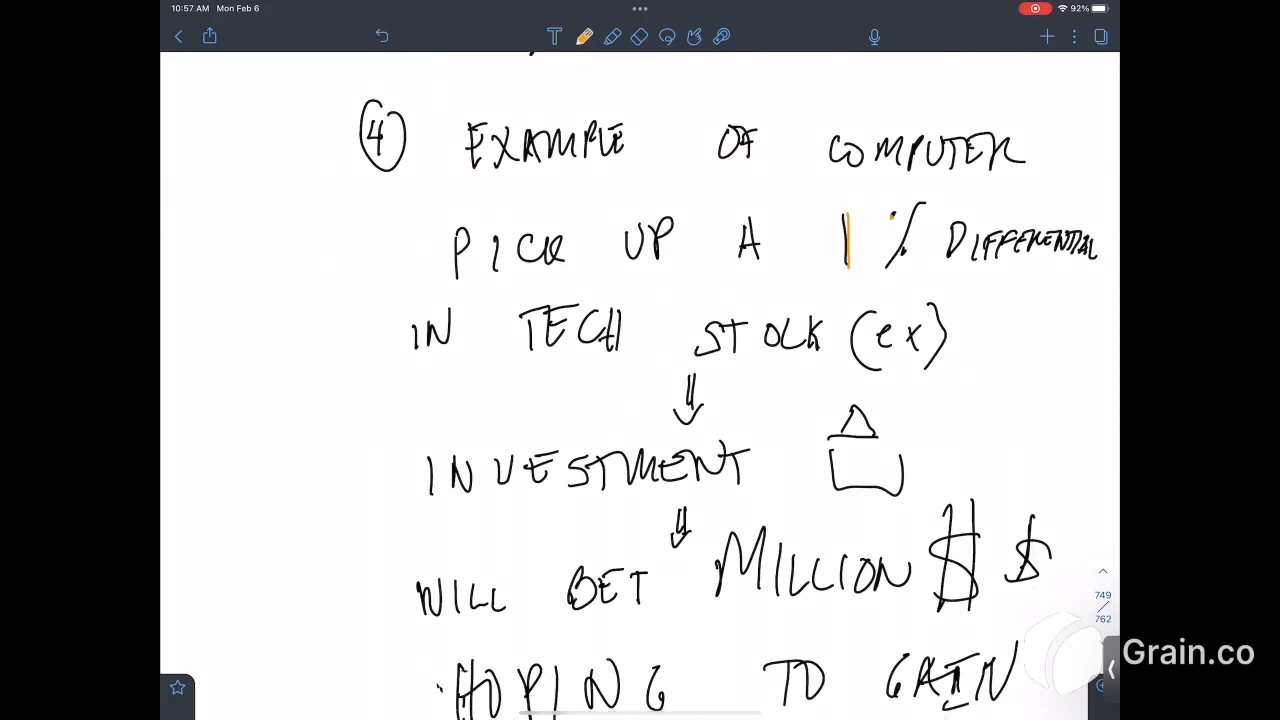 10:57 AM Mon Feb 6
92%
④ EXAMPLE OF COMPUTER
PICK UP A 1% DIFFERENTIAL
IN TECH STOCK (ex)
INVESTMENT
WILL BET MILLION $ $
749
762
Grain.co
HOPING TO GAIN